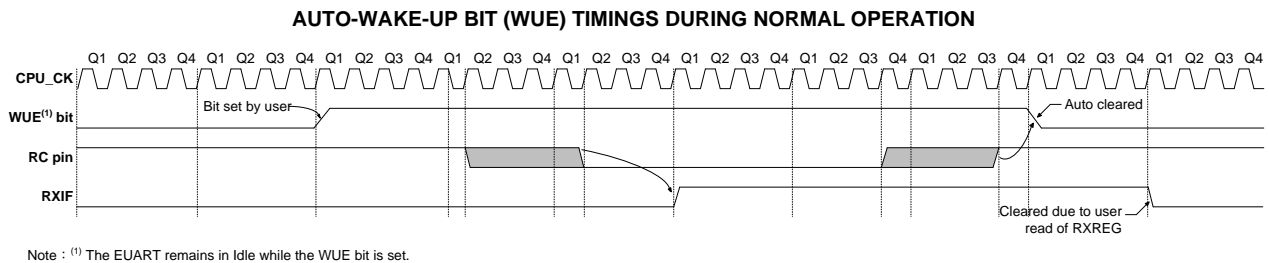 AUTO-WAKE-UP BIT (WUE) TIMINGS DURING NORMAL OPERATION
Q1 Q2 Q3 Q4 Q1 Q2 Q3 Q4 Q1 Q2 Q3 Q4 Q1 Q2 Q3 Q4 Q1 Q2 Q3 Q4 Q1 Q2 Q3 Q4 Q1 Q2 Q3 Q4 Q1 Q2 Q3 Q4 Q1 Q2 Q3 Q4 Q1 Q2 Q3 Q4
CPU_CK
Bit set by user
Auto cleared
WUE(1) bit
RC pin
RXIF
Cleared due to user
read of RXREG
Note：(1) The EUART remains in Idle while the WUE bit is set.